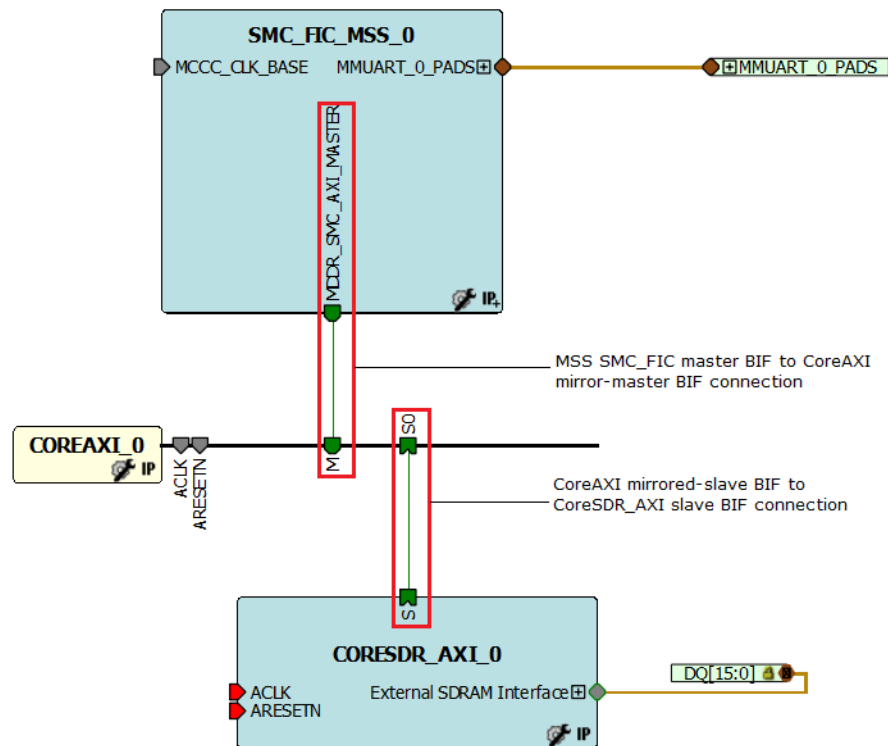 SMC_FIC_MSS_0
MCCC_CLK_BASE
MMUART_0_PADS
MMUART_0_PADS
MDDR_SMC_AXI_MASTER
IP+
MSS SMC_FIC master BIF to CoreAXI
mirror-master BIF connection
COREAXI_0
IP
ACLK
ARESETN
M
S0
CoreAXI mirrored-slave BIF to
CoreSDR_AXI slave BIF connection
S
CORESDR_AXI_0
ACLK
ARESETN
External SDRAM Interface
DQ[15:0]
IP